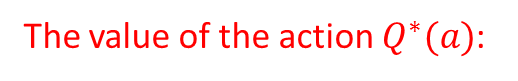 The value of the action Q*(a):